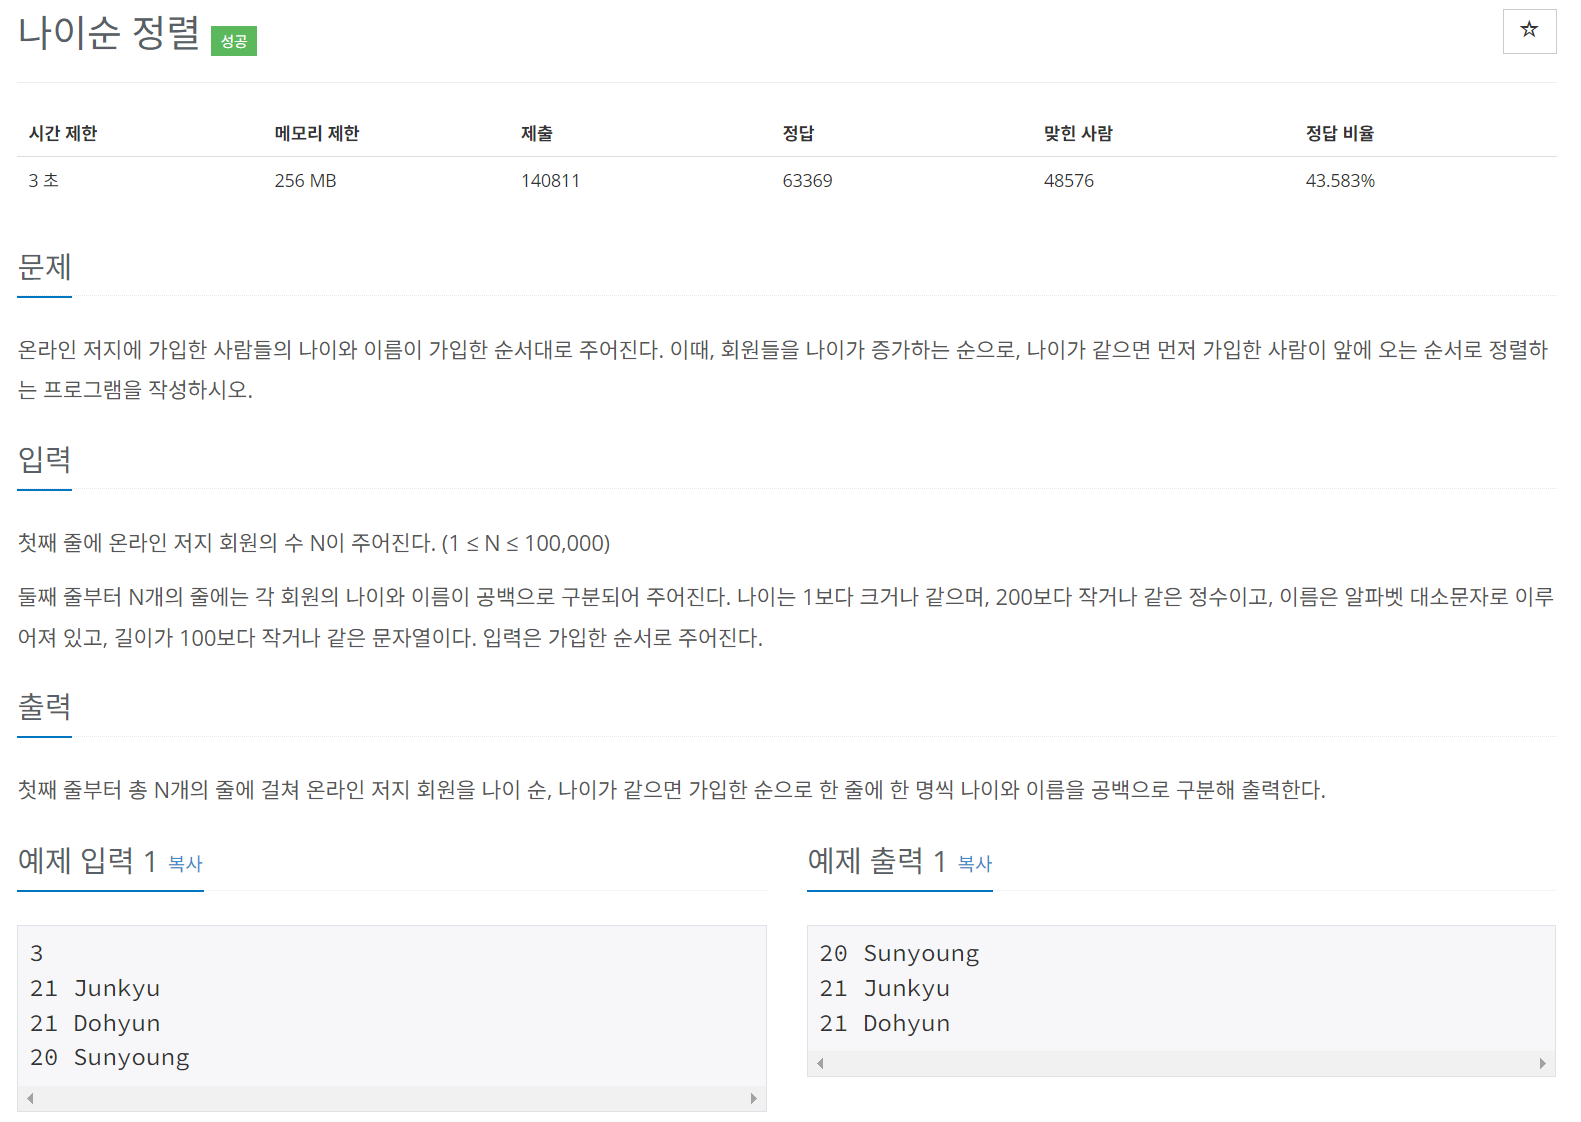 나이순 정렬 성공
☆
시간 제한 메모리 제한 제출 정답 맞힌 사람 정답 비율
3 초 256 MB 140811 63369 48576 43.583%
문제
온라인 저지에 가입한 사람들의 나이와 이름이 가입한 순서대로 주어진다. 이때, 회원들을 나이가 증가하는 순으로, 나이가 같으면 먼저 가입한 사람이 앞에 오는 순서로 정렬하
는 프로그램을 작성하시오.
입력
첫째 줄에 온라인 저지 회원의 수 N이 주어진다. (1 ≤ N ≤ 100,000)
둘째 줄부터 N개의 줄에는 각 회원의 나이와 이름이 공백으로 구분되어 주어진다. 나이는 1보다 크거나 같으며, 200보다 작거나 같은 정수이고, 이름은 알파벳 대소문자로 이루
어져 있고, 길이가 100보다 작거나 같은 문자열이다. 입력은 가입한 순서로 주어진다.
출력
첫째 줄부터 총 N개의 줄에 걸쳐 온라인 저지 회원을 나이 순, 나이가 같으면 가입한 순으로 한 줄에 한 명씩 나이와 이름을 공백으로 구분해 출력한다.
예제 입력 1 복사
3
21 Junkyu
21 Dohyun
20 Sunyoung
예제 출력 1 복사
20 Sunyoung
21 Junkyu
21 Dohyun